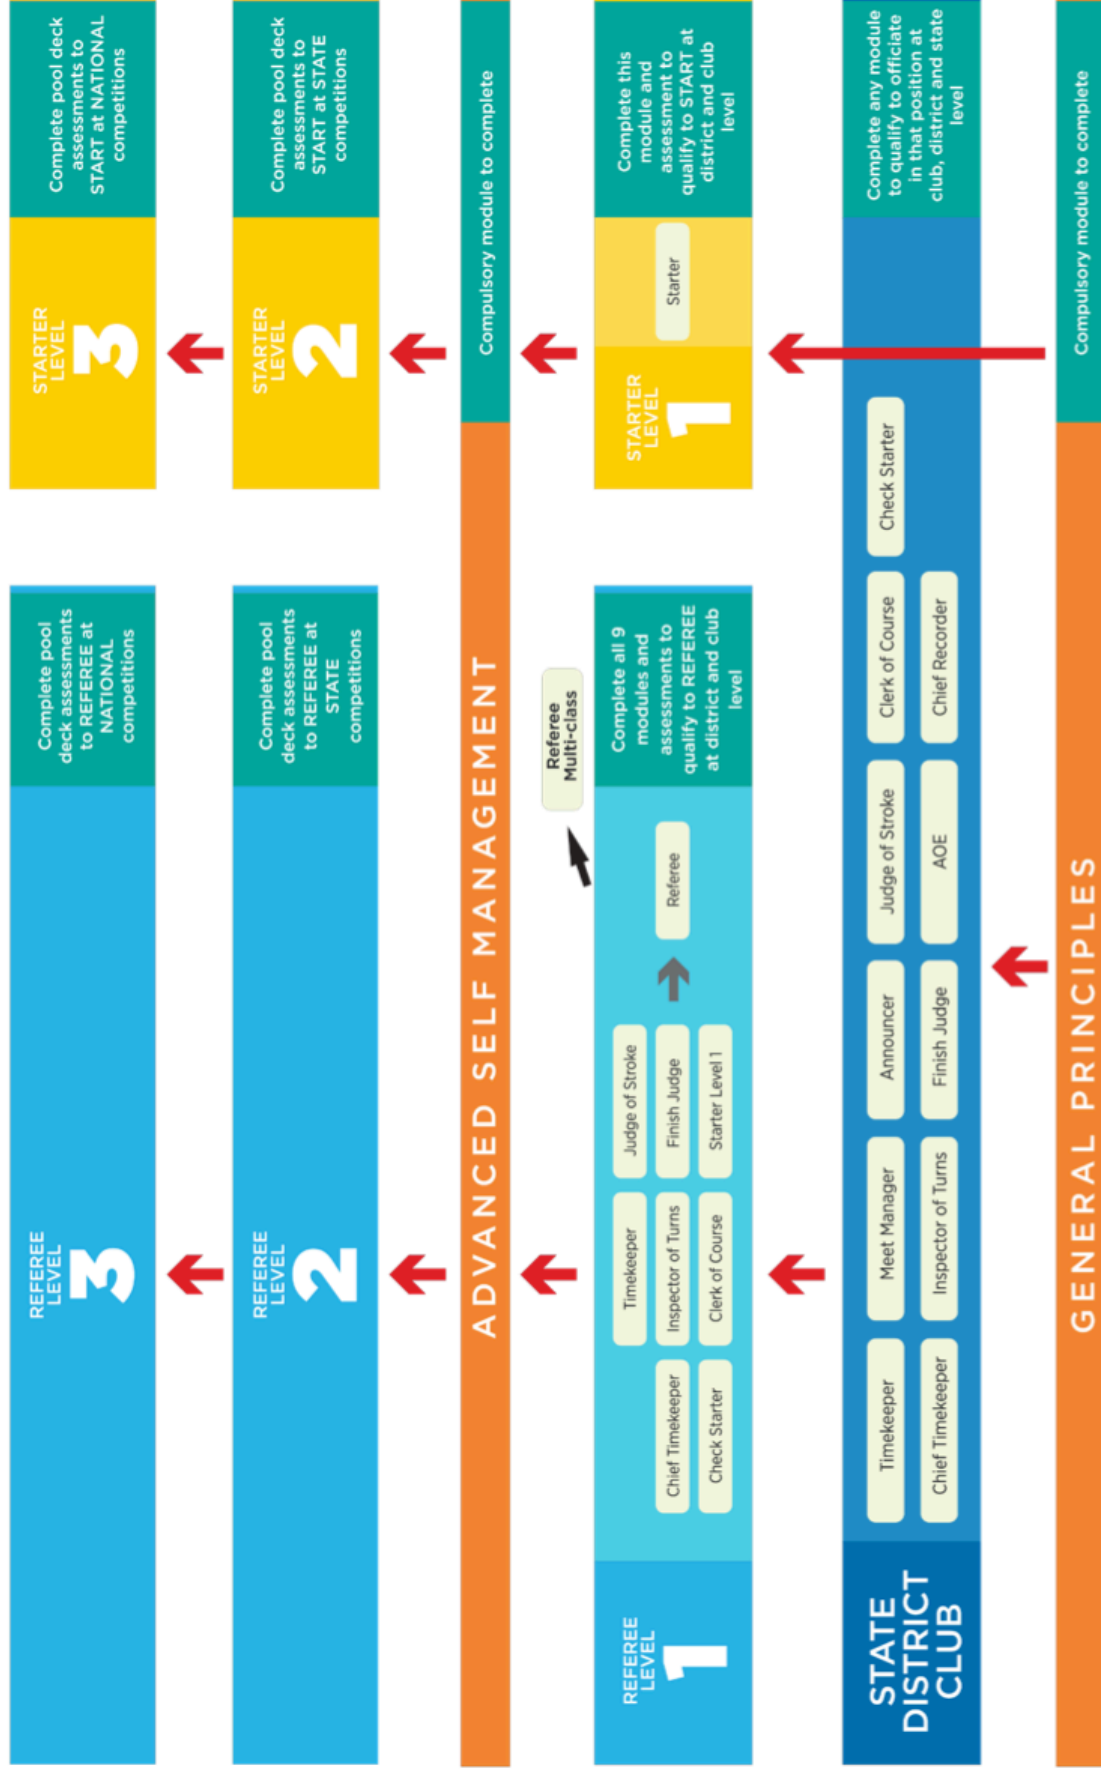 REFEREE
LEVEL
3
Complete pool
deck assessments
to REFEREE at
NATIONAL
competitions
STARTER
LEVEL
3
Complete pool deck
assessments to
START at NATIONAL
competitions
REFEREE
LEVEL
2
Complete pool
deck assessments
to REFEREE at
STATE
competitions
STARTER
LEVEL
2
Complete pool deck
assessments to
START at STATE
competitions
ADVANCED SELF MANAGEMENT
Compulsory module to complete
Referee
Multi-class
REFEREE
LEVEL
1
Timekeeper
Judge of Stroke
Chief Timekeeper
Inspector of Turns
Finish Judge
Referee
Check Starter
Clerk of Course
Starter Level 1
Complete all 9
modules and
assessments to
qualify to REFEREE
at district and club
level
STARTER
LEVEL
1
Starter
Complete this
module and
assessment to
qualify to START at
district and club
level
STATE
DISTRICT
CLUB
Timekeeper
Meet Manager
Announcer
Judge of Stroke
Clerk of Course
Check Starter
Chief Timekeeper
Inspector of Turns
Finish Judge
AOE
Chief Recorder
Complete any module
to qualify to officiate
in that position at
club, district and state
level
GENERAL PRINCIPLES
Compulsory module to complete